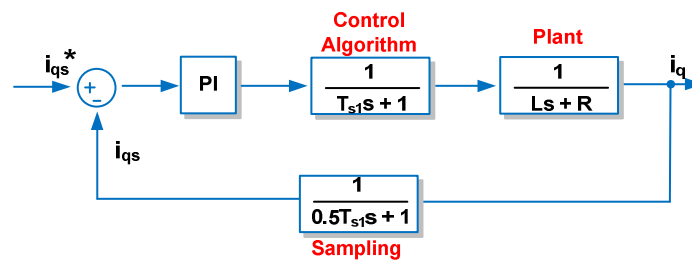 Control
Algorithm
Plant
iqs*
+
-
PI
1
Ts1s + 1
1
Ls + R
iq
iqs
1
0.5Ts1s + 1
Sampling